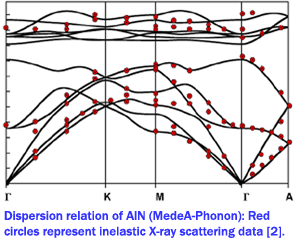 Γ K M Γ A
Dispersion relation of AlN (MedeA-Phonon): Red
circles represent inelastic X-ray scattering data [2].